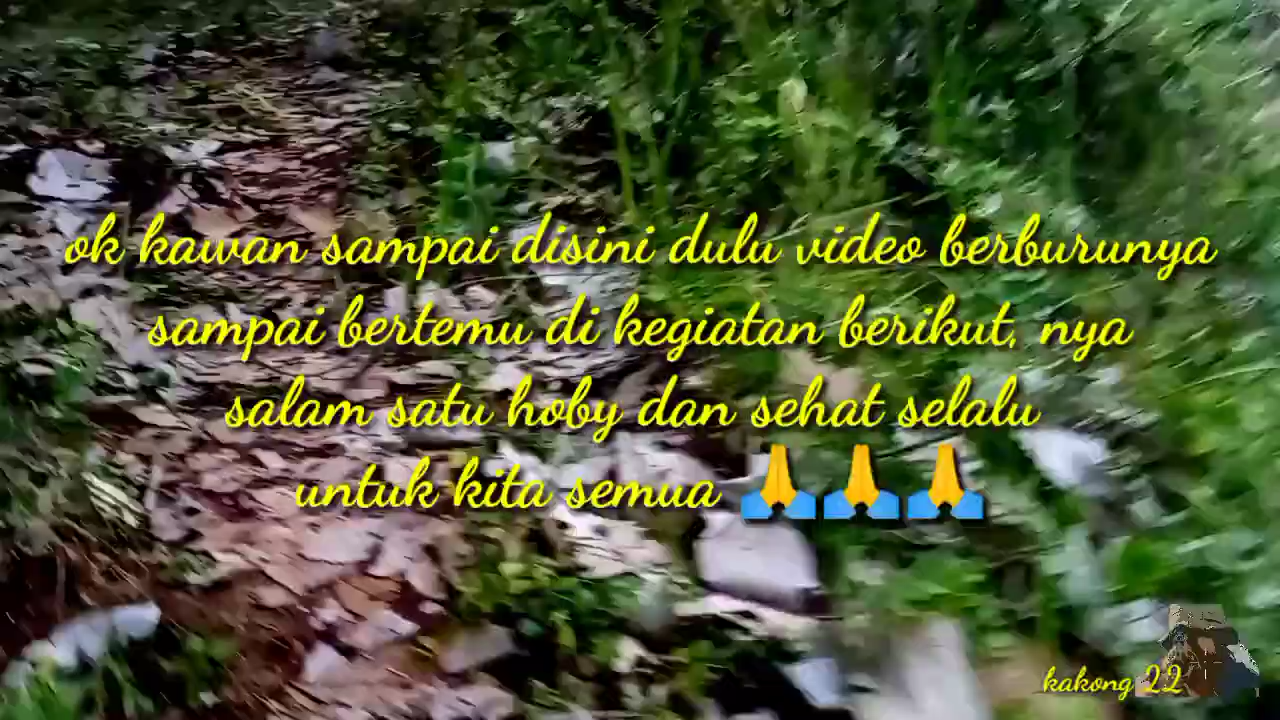 ok kawan sampai disini dulu video berburunya
sampai bertemu di kegiatan berikut, nya
salam satu hoby dan sehat selalu
untuk kita semua 🙏🙏🙏
kakong 22